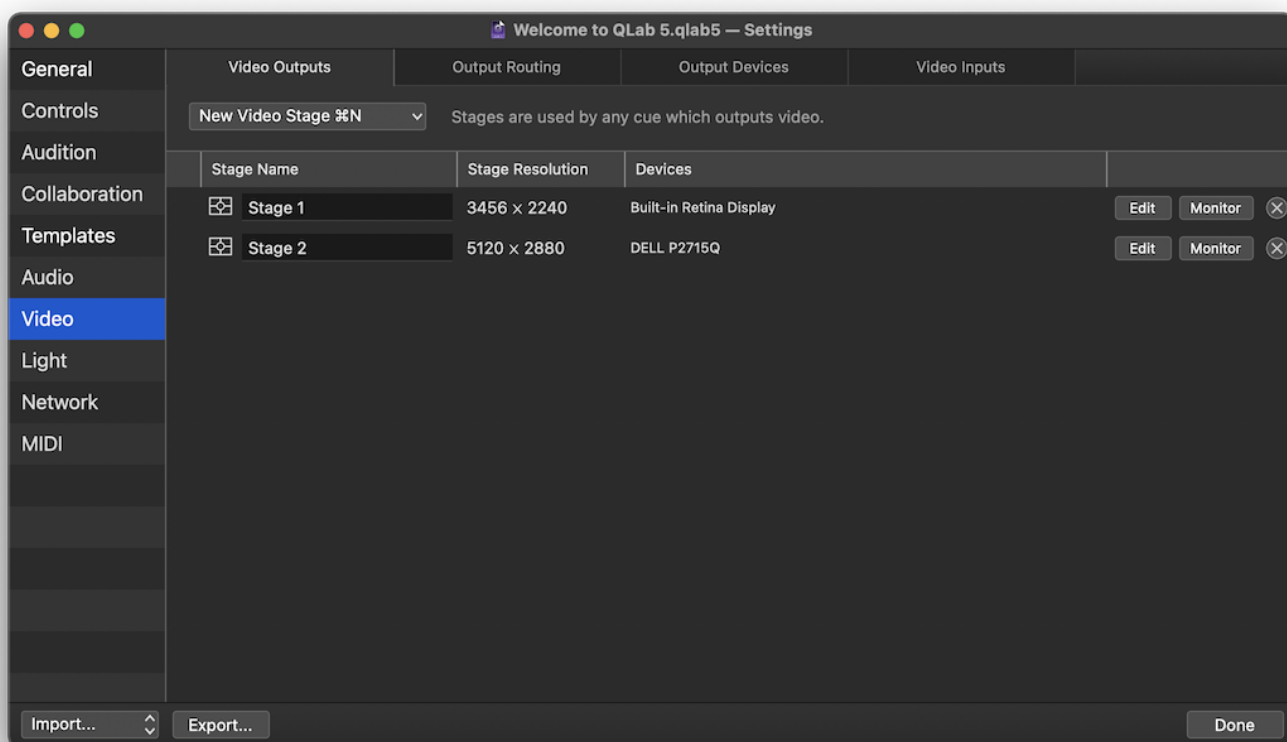 Welcome to QLab 5.qlab5 — Settings
General
Controls
Audition
Collaboration
Templates
Audio
Video
Light
Network
MIDI
Video Outputs Output Routing Output Devices Video Inputs
New Video Stage ⌘N Stages are used by any cue which outputs video.
Stage Name Stage Resolution Devices
Stage 1 3456 × 2240 Built-in Retina Display Edit Monitor
Stage 2 5120 × 2880 DELL P2715Q Edit Monitor
Import... Export... Done